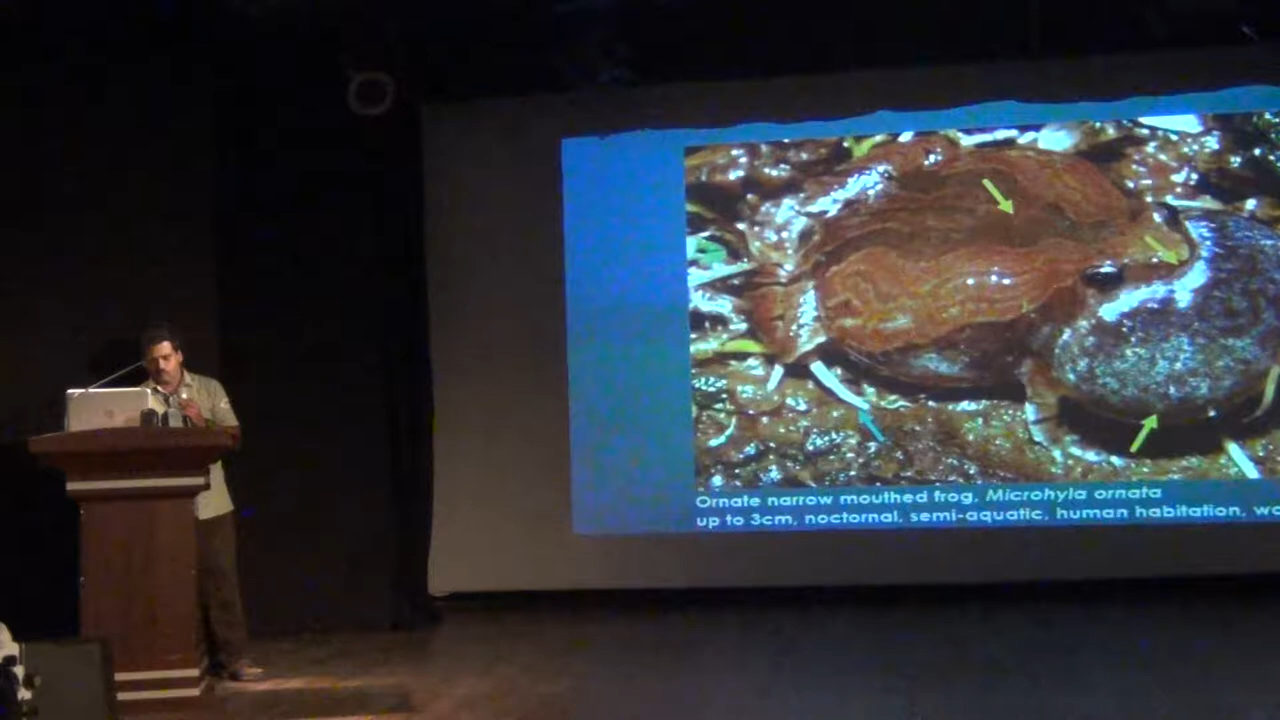 Ornate narrow mouthed frog, Microhyla ornata
up to 3cm, noctornal, semi-aquatic, human habitation,